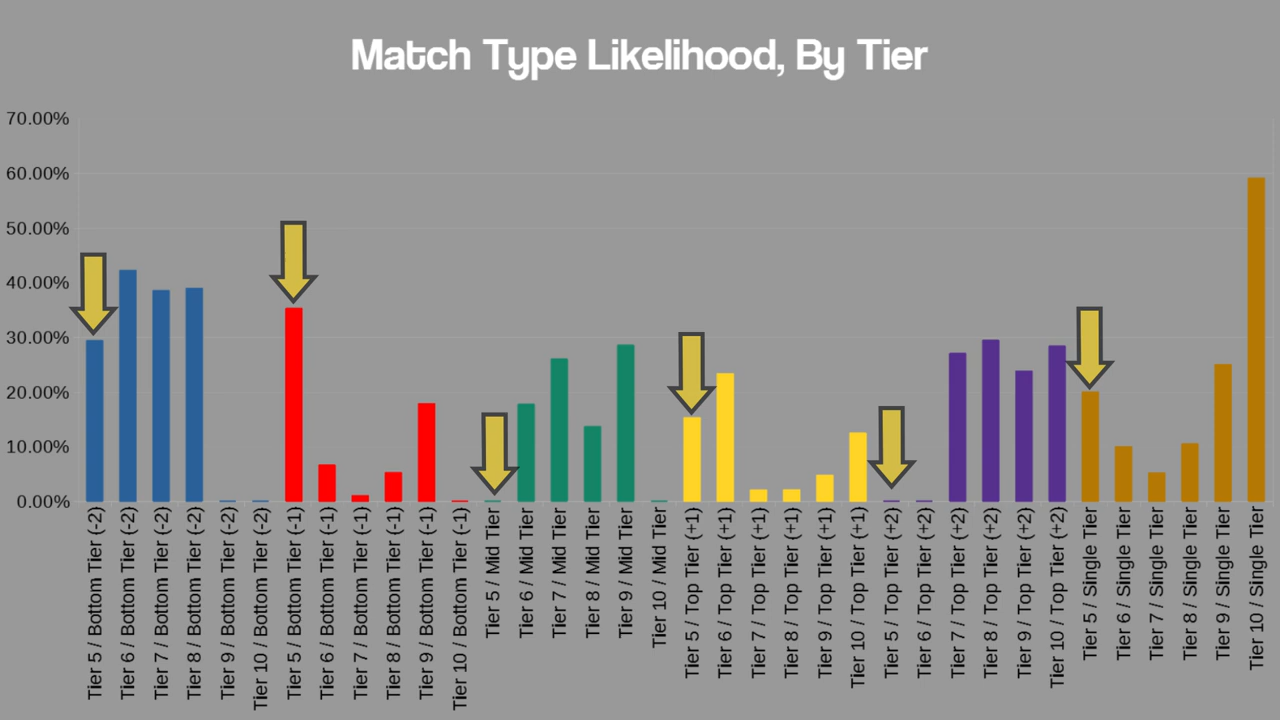 Match Type Likelihood, By Tier
70.00%
60.00%
50.00%
40.00%
30.00%
20.00%
10.00%
0.00%
Tier 5 / Bottom Tier (-2)
Tier 6 / Bottom Tier (-2)
Tier 7 / Bottom Tier (-2)
Tier 8 / Bottom Tier (-2)
Tier 9 / Bottom Tier (-2)
Tier 10 / Bottom Tier (-2)
Tier 5 / Bottom Tier (-1)
Tier 6 / Bottom Tier (-1)
Tier 7 / Bottom Tier (-1)
Tier 8 / Bottom Tier (-1)
Tier 9 / Bottom Tier (-1)
Tier 10 / Bottom Tier (-1)
Tier 5 / Mid Tier
Tier 6 / Mid Tier
Tier 7 / Mid Tier
Tier 8 / Mid Tier
Tier 9 / Mid Tier
Tier 10 / Mid Tier
Tier 5 / Top Tier (+1)
Tier 6 / Top Tier (+1)
Tier 7 / Top Tier (+1)
Tier 8 / Top Tier (+1)
Tier 9 / Top Tier (+1)
Tier 10 / Top Tier (+1)
Tier 5 / Top Tier (+2)
Tier 6 / Top Tier (+2)
Tier 7 / Top Tier (+2)
Tier 8 / Top Tier (+2)
Tier 9 / Top Tier (+2)
Tier 10 / Top Tier (+2)
Tier 5 / Single Tier
Tier 6 / Single Tier
Tier 7 / Single Tier
Tier 8 / Single Tier
Tier 9 / Single Tier
Tier 10 / Single Tier